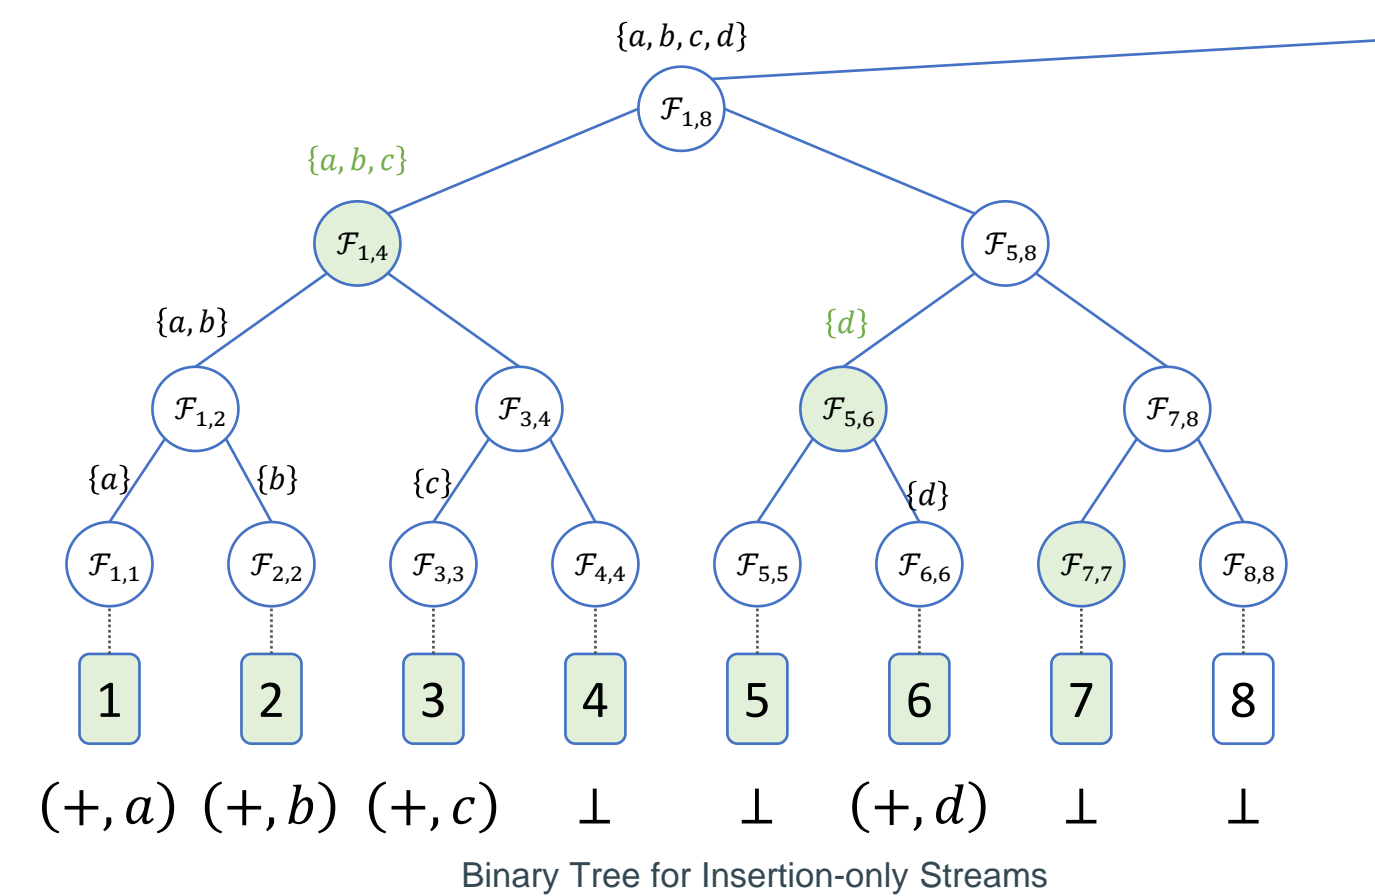 {a, b, c, d}
ℱ1,8
{a, b, c}
ℱ1,4 ℱ5,8
{a, b} {d}
ℱ1,2 ℱ3,4 ℱ5,6 ℱ7,8
{a} {b} {c} {d}
ℱ1,1 ℱ2,2 ℱ3,3 ℱ4,4 ℱ5,5 ℱ6,6 ℱ7,7 ℱ8,8
1 2 3 4 5 6 7 8
(+, a) (+, b) (+, c) ⊥ ⊥ (+, d) ⊥ ⊥
Binary Tree for Insertion-only Streams